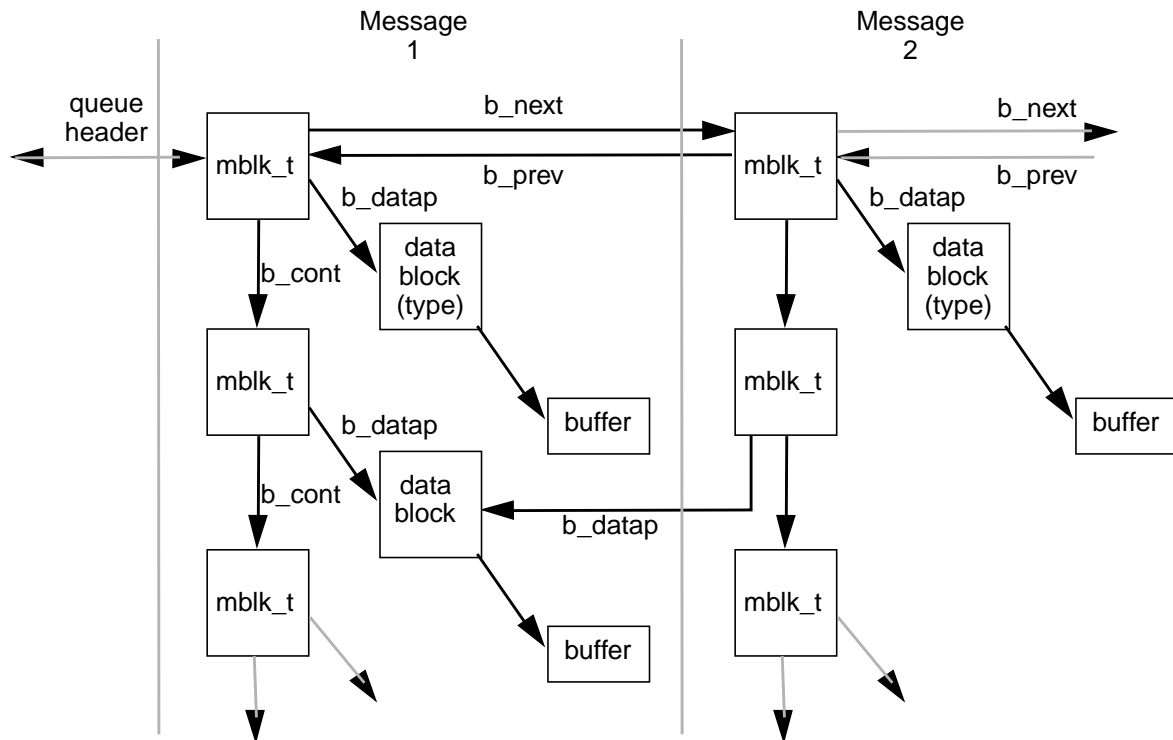 Message
1
Message
2
queue
header
b_next
b_next
mblk_t
b_prev
mblk_t
b_prev
b_datap
b_datap
b_cont
data
block
(type)
data
block
(type)
mblk_t
mblk_t
buffer
buffer
b_datap
b_cont
data
block
b_datap
mblk_t
mblk_t
buffer